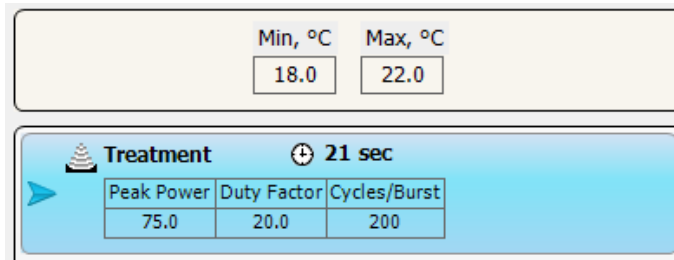 Min, °C Max, °C
18.0 22.0
Treatment 21 sec
Peak Power Duty Factor Cycles/Burst
75.0 20.0 200